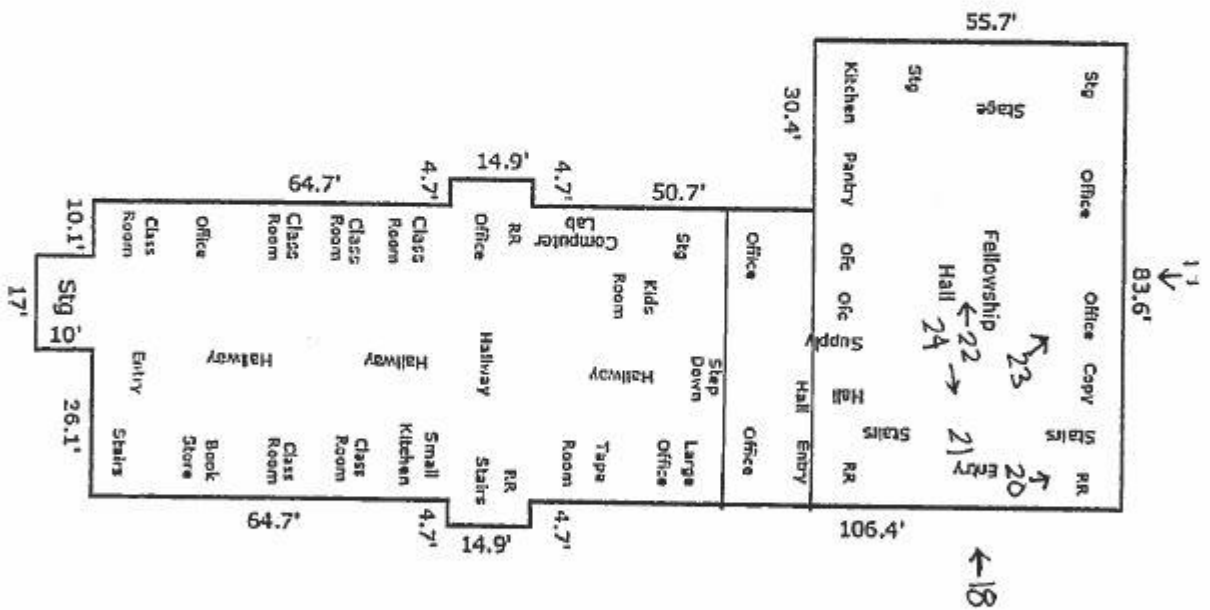 55.7'
Stg
Stage
Stg
Kitchen
30.4'
Pantry
Office
Fellowship
Hall
83.6'
Ofc
Ofc
Office
Supply
Copy
Hall
Stairs
Stairs
RR
Entry
RR
←22
24
23
21
20
106.4'
←18
14.9'
4.7'
4.7'
64.7'
50.7'
10.1'
Class
Room
Office
Class
Room
Class
Room
Class
Room
Office
RR
Computer
Lab
Stg
Office
Kids
Room
Stg
10'
17'
Entry
Hallway
Hallway
Hallway
Hallway
Step
Down
Hall
Entry
26.1'
Stairs
Book
Store
Class
Room
Class
Room
Small
Kitchen
RR
Stairs
Tape
Room
Large
Office
Office
64.7'
4.7'
14.9'
4.7'